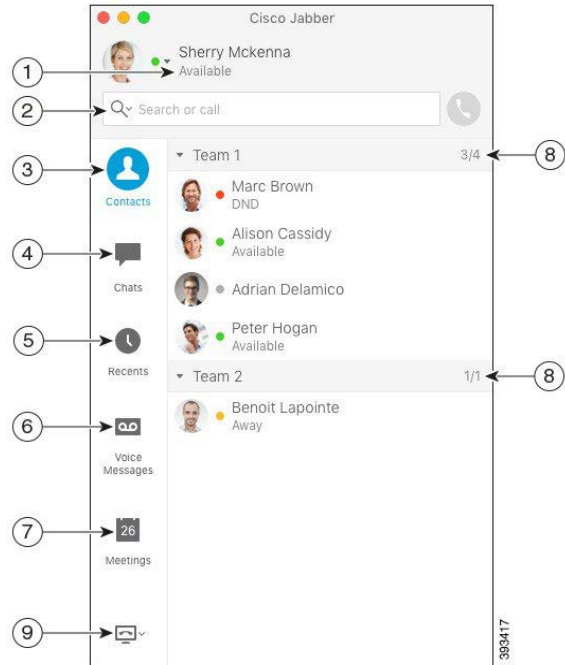 Cisco Jabber
Sherry Mckenna
1
Available
2
Search or call
Team 1
3/4
8
3
Contacts
Marc Brown
DND
4
Chats
Alison Cassidy
Available
Adrian Delamico
5
Recents
Peter Hogan
Available
Team 2
1/1
8
6
Voice
Messages
Benoit Lapointe
Away
7
26
Meetings
9
393417